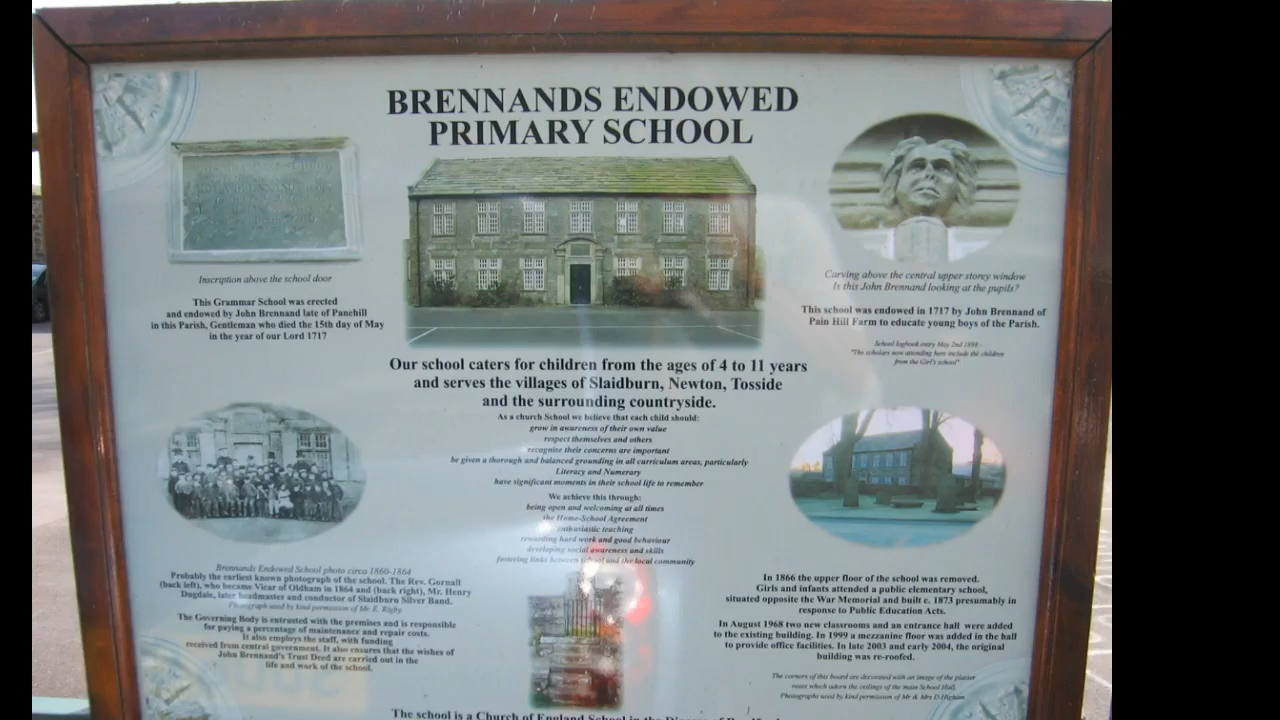 BRENNANDS ENDOWED
PRIMARY SCHOOL
Inscription above the school door
This Grammar School was erected
and endowed by John Brennand late of Panehill
in this Parish, Gentleman who died the 15th day of May
in the year of our Lord 1717
Carving above the central upper storey window
Is this John Brennand looking at the pupils?
This school was endowed in 1717 by John Brennand of
Pain Hill Farm to educate young boys of the Parish.
School logbook entry May 2nd 1898 -
"The scholars now attending here include the children
from the Girl's school"
Our school caters for children from the ages of 4 to 11 years
and serves the villages of Slaidburn, Newton, Tosside
and the surrounding countryside.
As a church School we believe that each child should:
grow in awareness of their own value
respect themselves and others
recognise their concerns are important
be given a thorough and balanced grounding in all curriculum areas, particularly
Literacy and Numerary
have significant moments in their school life to remember
We achieve this through:
being open and welcoming at all times
the Home-School Agreement
enthusiastic teaching
rewarding hard work and good behaviour
developing social awareness and skills
fostering links between school and the local community
Brennands Endowed School photo circa 1860-1864
Probably the earliest known photograph of the school. The Rev. Gornall
(back left), who became Vicar of Oldham in 1864 and (back right), Mr. Henry
Dugdale, later headmaster and conductor of Slaidburn Silver Band.
Photograph used by kind permission of Mr. E. Rigby.
The Governing Body is entrusted with the premises and is responsible
for paying a percentage of maintenance and repair costs.
It also employs the staff, with funding
received from central government. It also ensures that the wishes of
John Brennand's Trust Deed are carried out in the
life and work of the school.
In 1866 the upper floor of the school was removed.
Girls and infants attended a public elementary school,
situated opposite the War Memorial and built c. 1873 presumably in
response to Public Education Acts.
In August 1968 two new classrooms and an entrance hall were added
to the existing building. In 1999 a mezzanine floor was added in the hall
to provide office facilities. In late 2003 and early 2004, the original
building was re-roofed.
The corners of this board are decorated with an image of the plaster
roses which adorn the ceilings of the main School Hall.
Photographs used by kind permission of Mr & Mrs D.Higham
The school is a Church of England School in the Diocese of